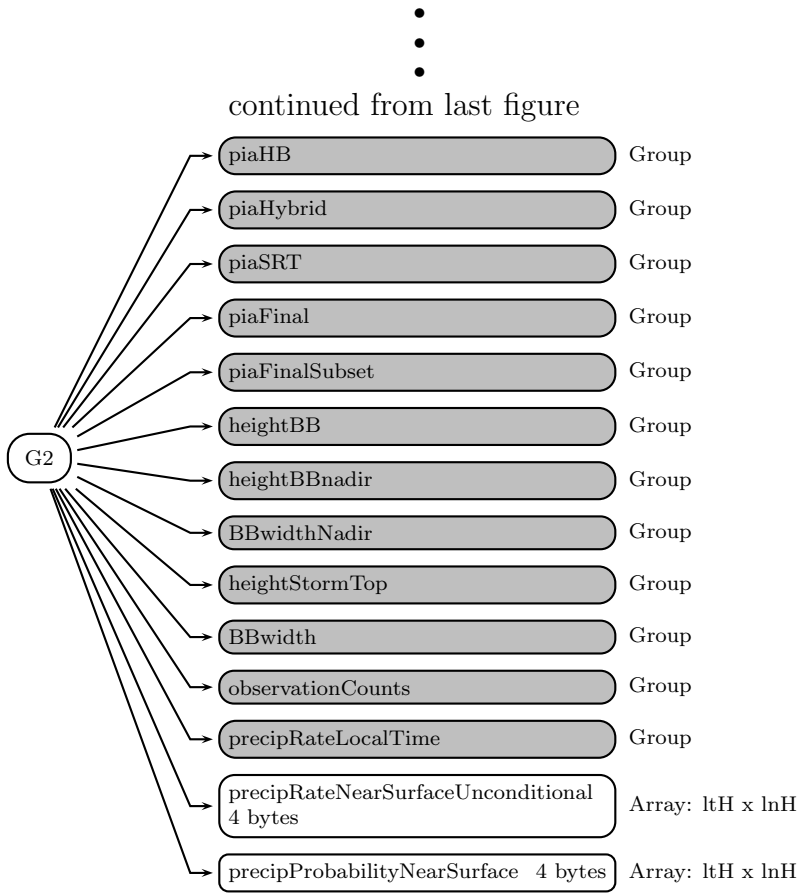 continued from last figure
piaHB Group
piaHybrid Group
piaSRT Group
piaFinal Group
piaFinalSubset Group
heightBB Group
G2
heightBBnadir Group
BBwidthNadir Group
heightStormTop Group
BBwidth Group
observationCounts Group
precipRateLocalTime Group
precipRateNearSurfaceUnconditional
4 bytes
Array: ltH x lnH
precipProbabilityNearSurface 4 bytes Array: ltH x lnH